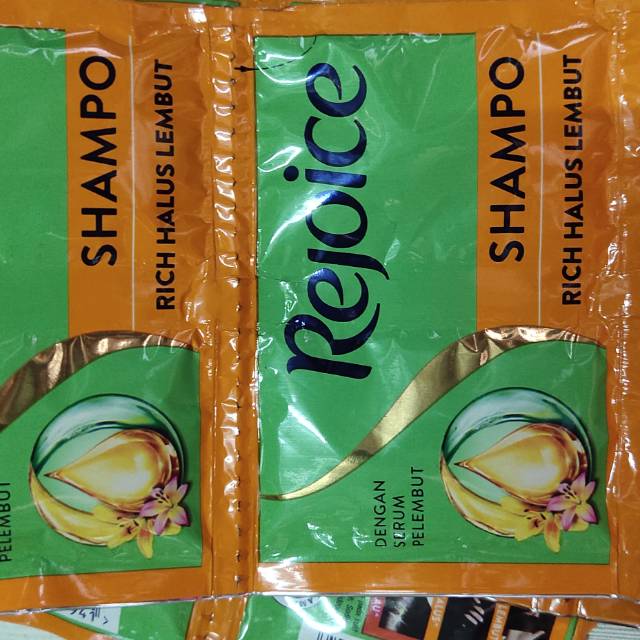 Rejoice
SHAMPO
RICH HALUS LEMBUT
DENGAN
SERUM
PELEMBUT
SHAMPO
RICH HALUS LEMBUT
PELEMBUT